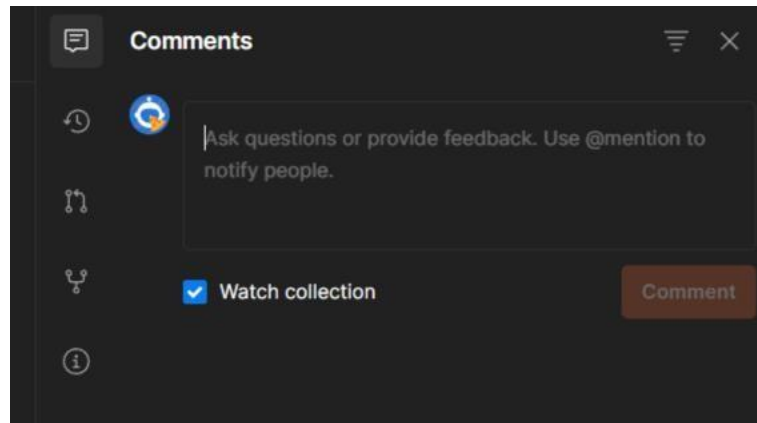 Comments
Ask questions or provide feedback. Use @mention to
notify people.
Watch collection
Comment